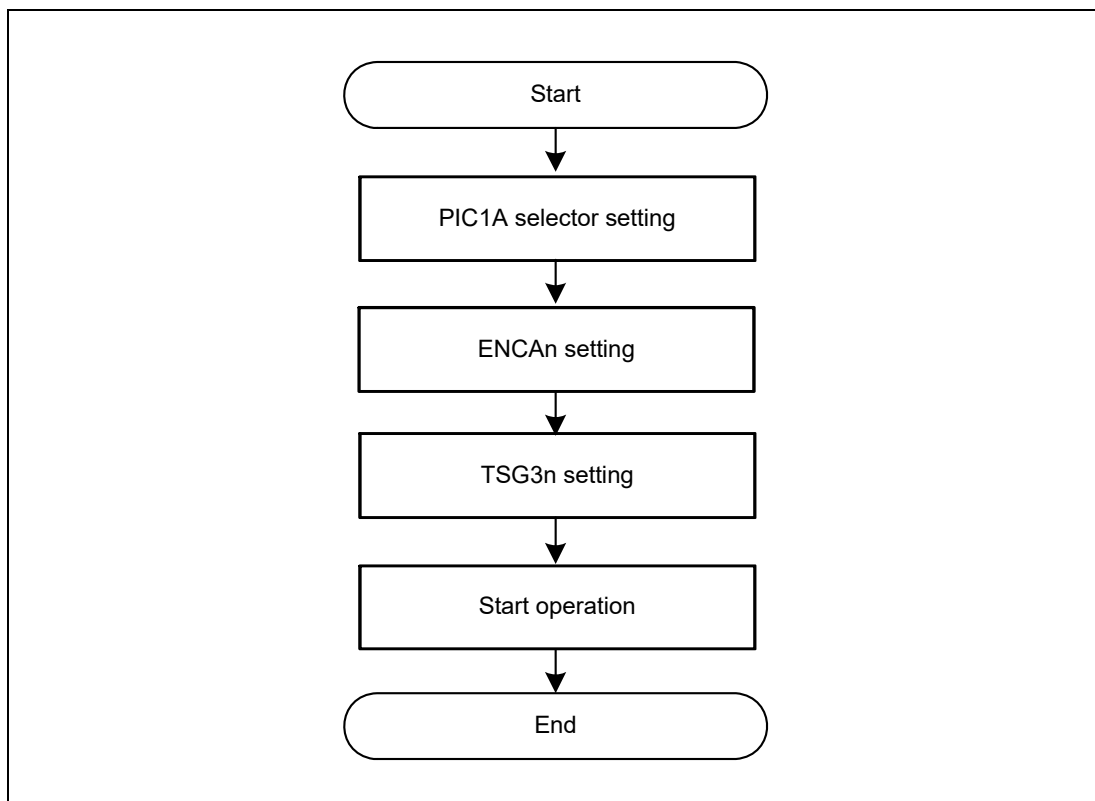 Start
PIC1A selector setting
ENCAn setting
TSG3n setting
Start operation
End